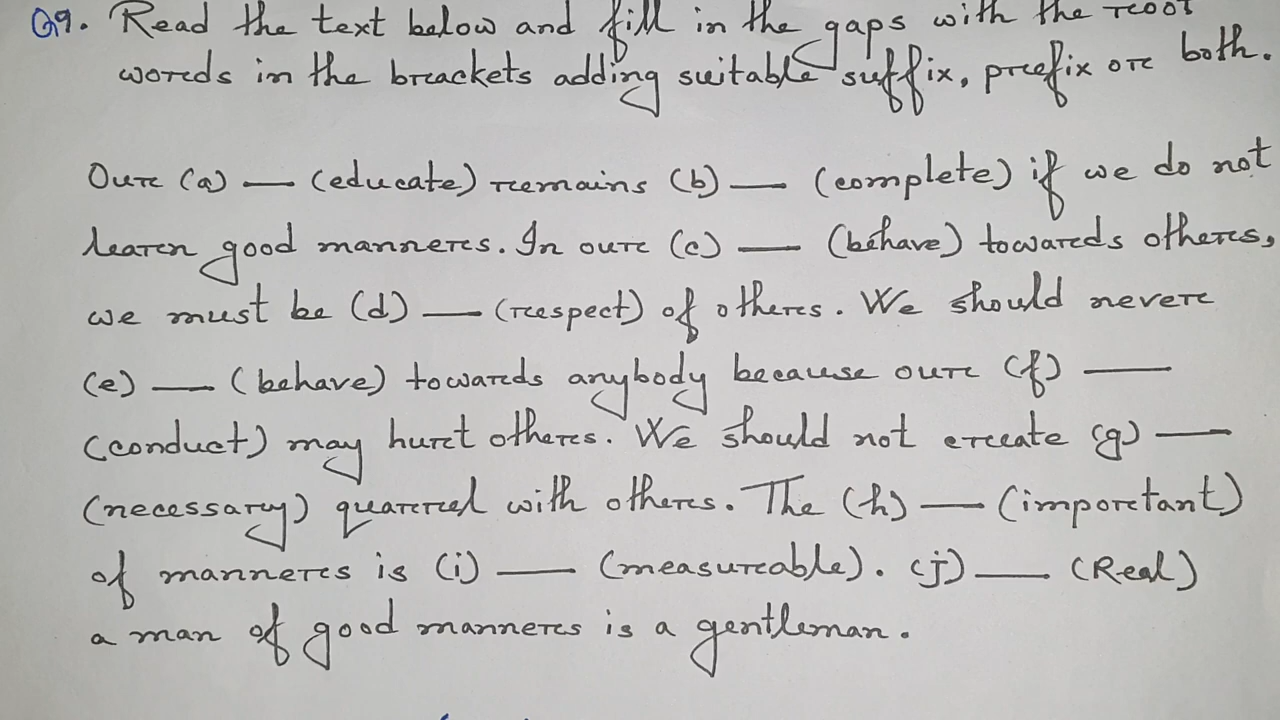 Q9. Read the text below and fill in the gaps with the root
words in the brackets adding suitable suffix, prefix or both.
Our (a) — (educate) remains (b) — (complete) if we do not
learn good manners. In our (c) — (behave) towards others,
we must be (d) — (respect) of others. We should never
(e) — (behave) towards anybody because our (f) —
(conduct) may hurt others. We should not create (g) —
(necessary) quarrel with others. The (h) — (important)
of manners is (i) — (measureable). (j) — (Real)
a man of good manners is a gentleman.